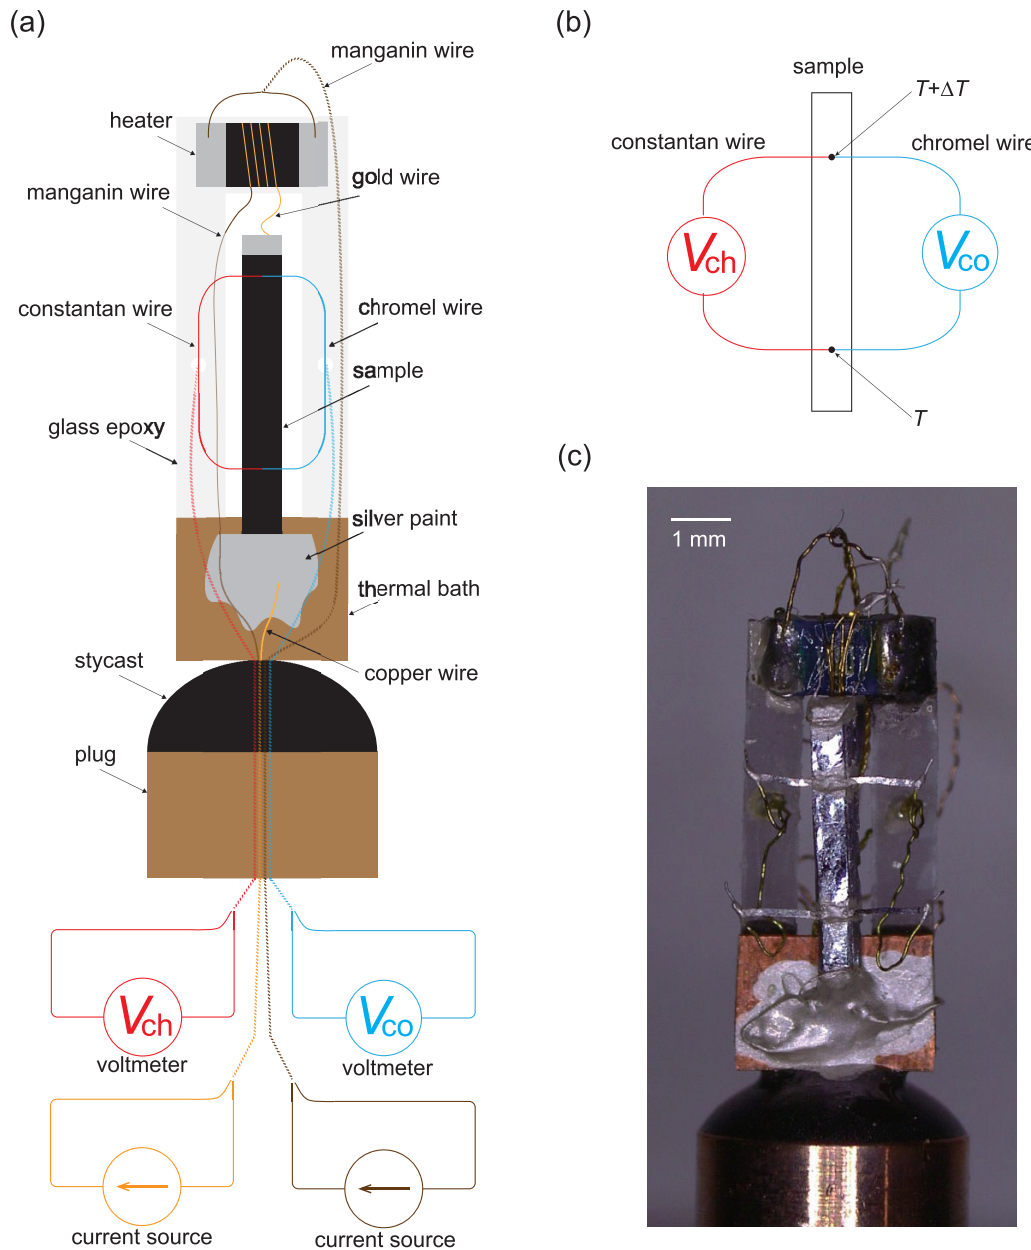 (a)
manganin wire
heater
gold wire
manganin wire
constantan wire
chromel wire
sample
glass epoxy
silver paint
thermal bath
copper wire
stycast
plug
Vch
voltmeter
Vco
voltmeter
current source
current source
(b)
sample
T+ΔT
constantan wire
chromel wire
Vch
Vco
T
(c)
1 mm